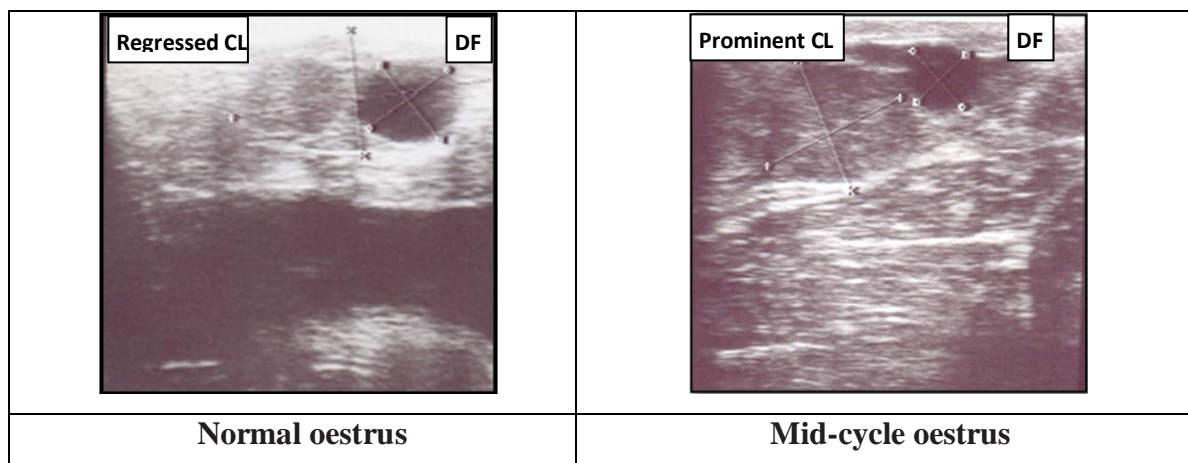 Regressed CL
DF
Prominent CL
DF
Normal oestrus
Mid-cycle oestrus